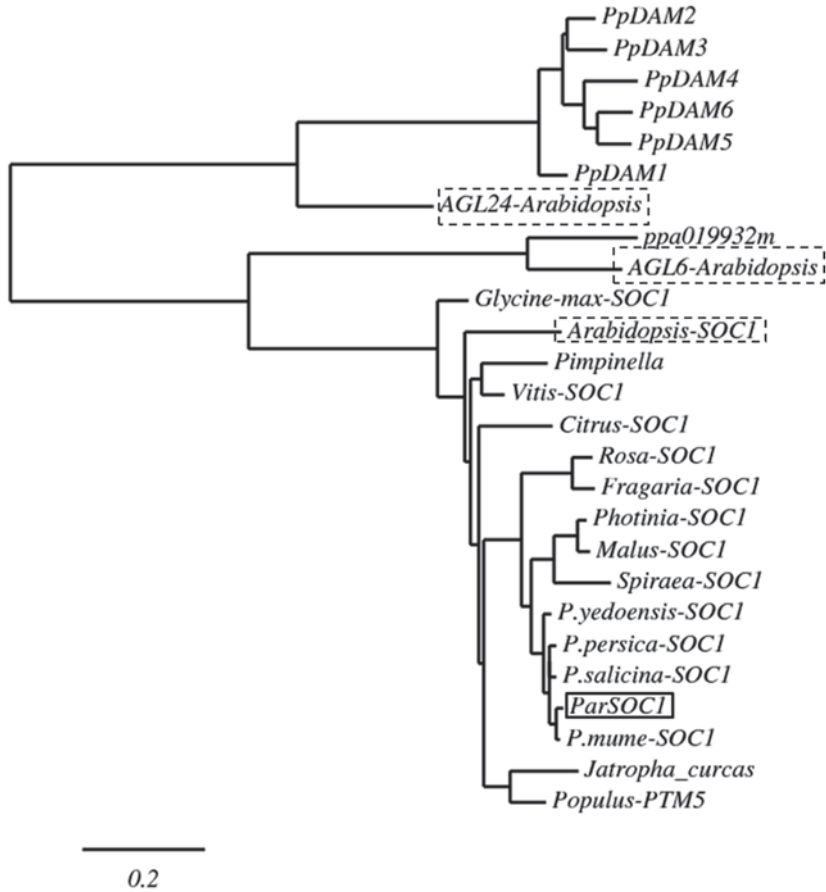 PpDAM2
PpDAM3
PpDAM4
PpDAM6
PpDAM5
PpDAM1
AGL24-Arabidopsis
ppa019932m
AGL6-Arabidopsis
Glycine-max-SOC1
Arabidopsis-SOC1
Pimpinella
Vitis-SOC1
Citrus-SOC1
Rosa-SOC1
Fragaria-SOC1
Photinia-SOC1
Malus-SOC1
Spiraea-SOC1
P.yedoensis-SOC1
P.persica-SOC1
P.salicina-SOC1
ParSOC1
P.mume-SOC1
Jatropha_curcas
Populus-PTM5
0.2